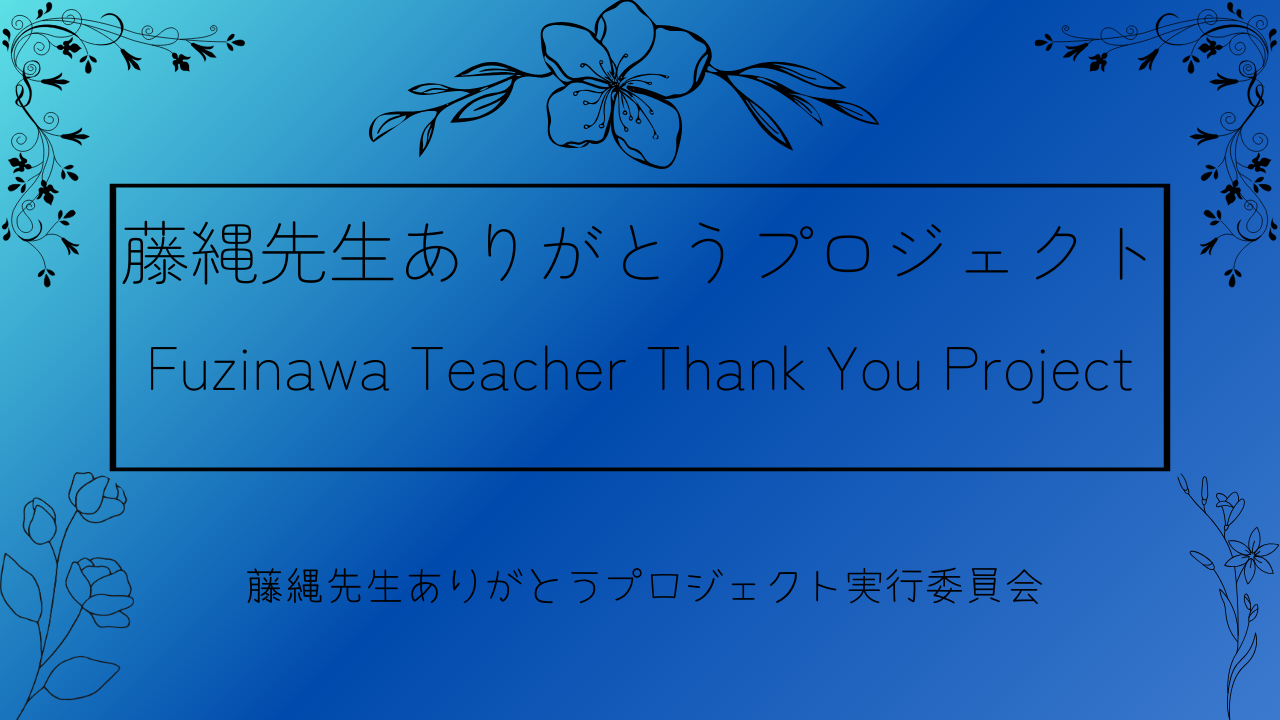 藤縄先生ありがとうプロジェクト
Fuzinawa Teacher Thank You Project
藤縄先生ありがとうプロジェクト実行委員会